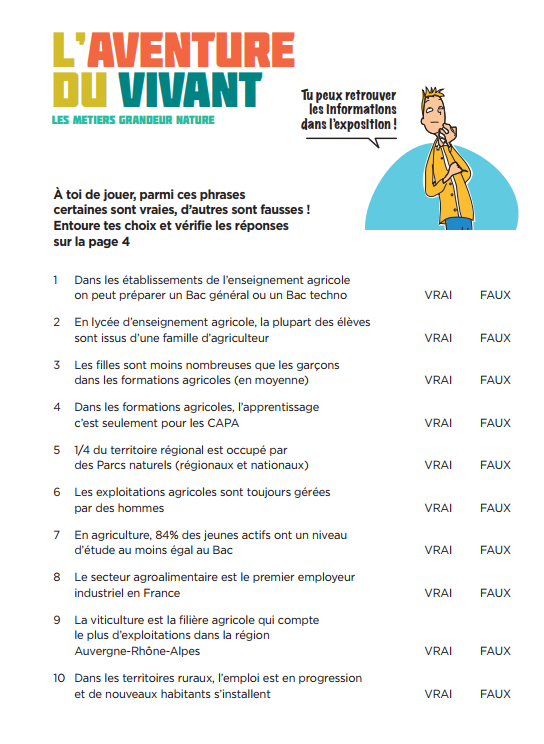 L'AVENTURE
DU VIVANT
LES METIERS GRANDEUR NATURE
Tu peux retrouver
les informations
dans l'exposition !
À toi de jouer, parmi ces phrases
certaines sont vraies, d'autres sont fausses !
Entoure tes choix et vérifie les réponses
sur la page 4
1 Dans les établissements de l'enseignement agricole
on peut préparer un Bac général ou un Bac techno VRAI FAUX
2 En lycée d'enseignement agricole, la plupart des élèves
sont issus d'une famille d'agriculteur VRAI FAUX
3 Les filles sont moins nombreuses que les garçons
dans les formations agricoles (en moyenne) VRAI FAUX
4 Dans les formations agricoles, l'apprentissage
c'est seulement pour les CAPA VRAI FAUX
5 1/4 du territoire régional est occupé par
des Parcs naturels (régionaux et nationaux) VRAI FAUX
6 Les exploitations agricoles sont toujours gérées
par des hommes VRAI FAUX
7 En agriculture, 84% des jeunes actifs ont un niveau
d'étude au moins égal au Bac VRAI FAUX
8 Le secteur agroalimentaire est le premier employeur
industriel en France VRAI FAUX
9 La viticulture est la filière agricole qui compte
le plus d'exploitations dans la région
Auvergne-Rhône-Alpes VRAI FAUX
10 Dans les territoires ruraux, l'emploi est en progression
et de nouveaux habitants s'installent VRAI FAUX